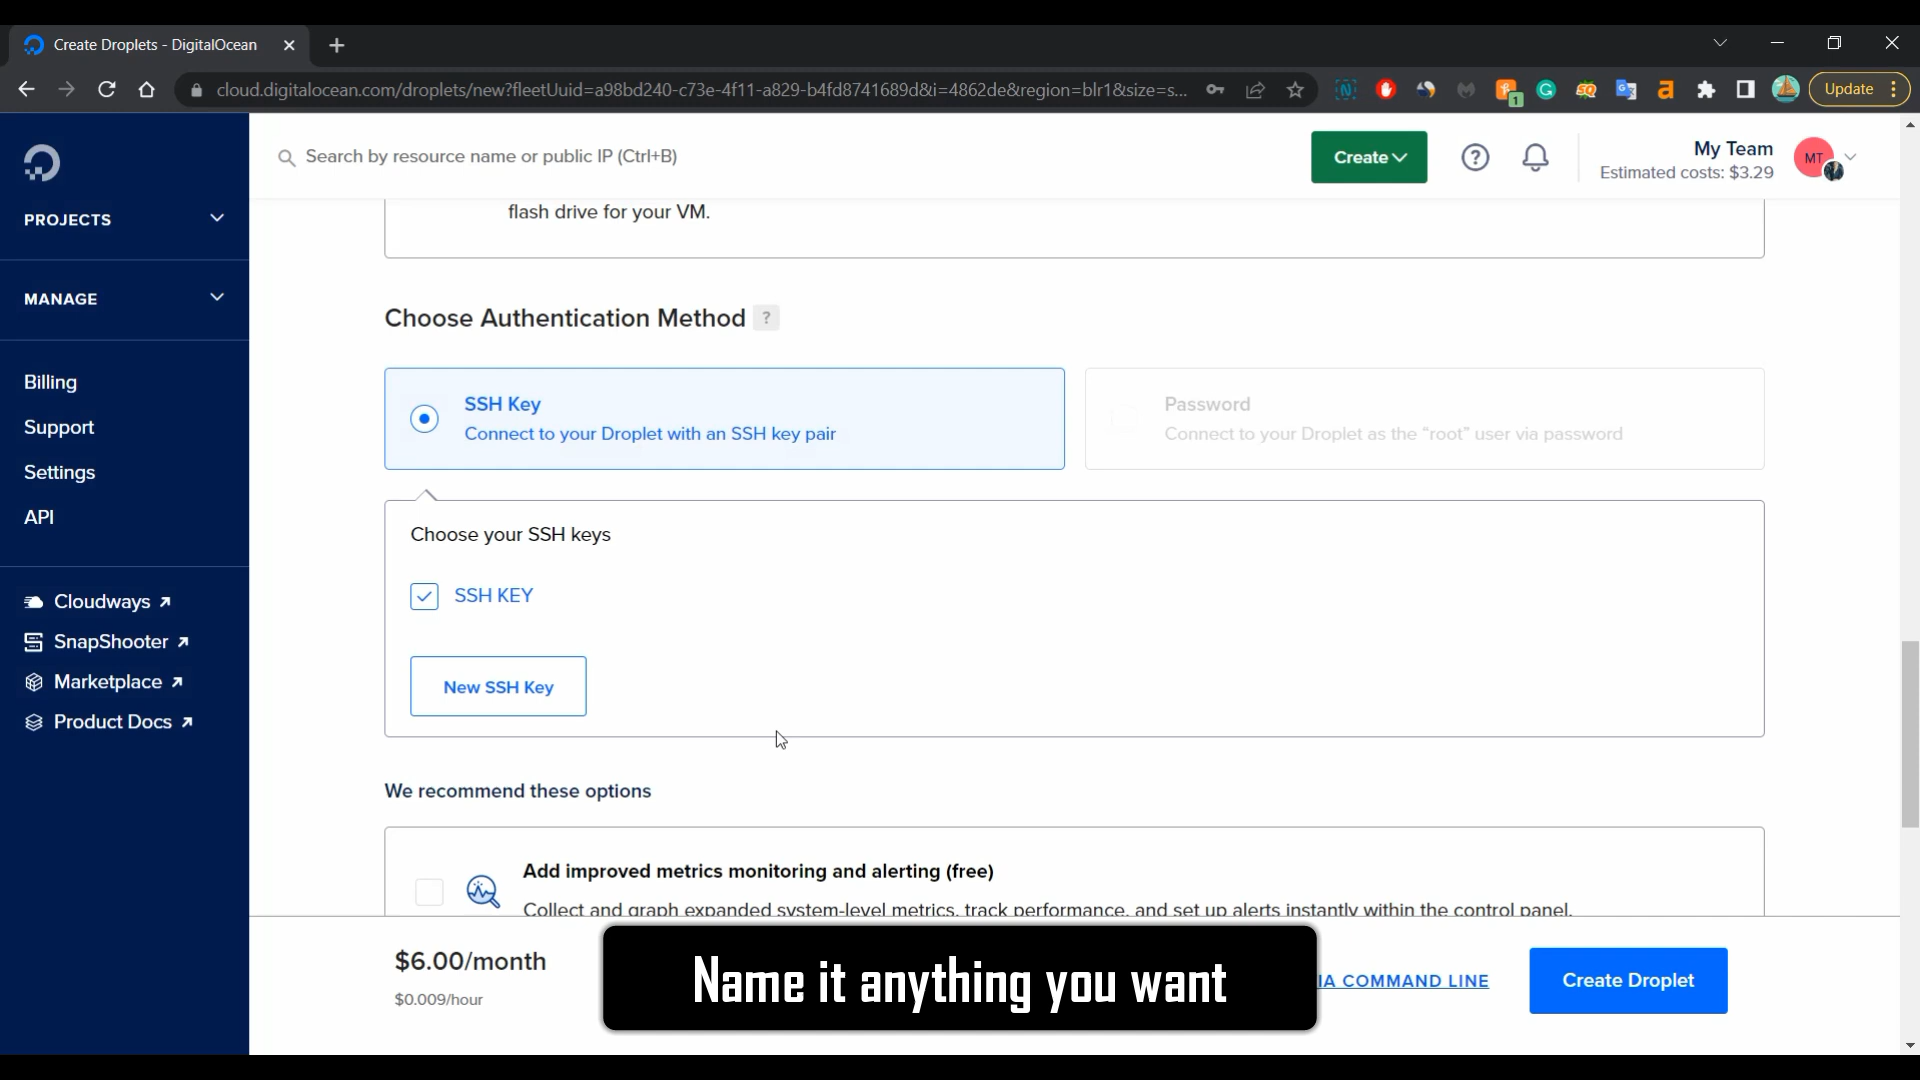 Create Droplets - DigitalOcean
cloud.digitalocean.com/droplets/new?fleetUuid=a98bd240-c73e-4f11-a829-b4fd8741689d&i=4862de&region=blr1&size=s...
1
Update
Search by resource name or public IP (Ctrl+B)
Create
My Team
Estimated costs: $3.29
MT
PROJECTS
MANAGE
Billing
Support
Settings
API
Cloudways
SnapShooter
Marketplace
Product Docs
flash drive for your VM.
Choose Authentication Method ?
SSH Key
Connect to your Droplet with an SSH key pair
Password
Connect to your Droplet as the “root” user via password
Choose your SSH keys
SSH KEY
New SSH Key
We recommend these options
Add improved metrics monitoring and alerting (free)
Collect and graph expanded system-level metrics, track performance, and set up alerts instantly within the control panel.
$6.00/month
$0.009/hour
Name it anything you want
IA COMMAND LINE
Create Droplet